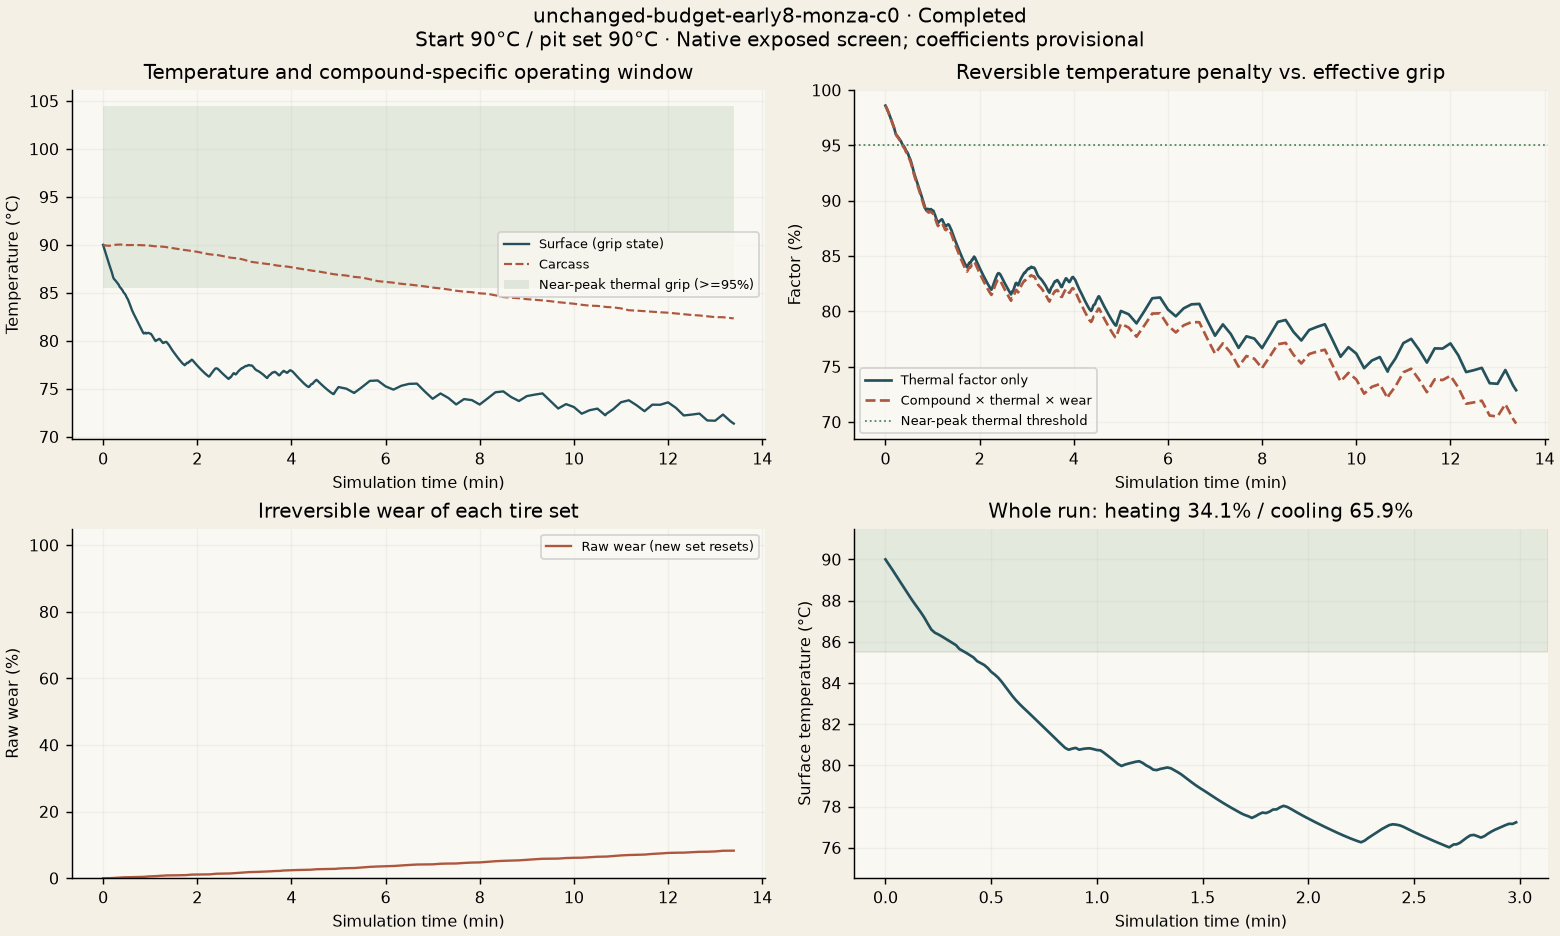 unchanged-budget-early8-monza-c0 · Completed
Start 90°C / pit set 90°C · Native exposed screen; coefficients provisional
Temperature and compound-specific operating window
105
100
95
90
85
80
75
70
Temperature (°C)
Surface (grip state)
Carcass
Near-peak thermal grip (>=95%)
0 2 4 6 8 10 12 14
Simulation time (min)
Reversible temperature penalty vs. effective grip
100
95
90
85
80
75
70
Factor (%)
Thermal factor only
Compound × thermal × wear
Near-peak thermal threshold
0 2 4 6 8 10 12 14
Simulation time (min)
Irreversible wear of each tire set
100
80
60
40
20
0
Raw wear (%)
Raw wear (new set resets)
0 2 4 6 8 10 12 14
Simulation time (min)
Whole run: heating 34.1% / cooling 65.9%
90
88
86
84
82
80
78
76
Surface temperature (°C)
0.0 0.5 1.0 1.5 2.0 2.5 3.0
Simulation time (min)